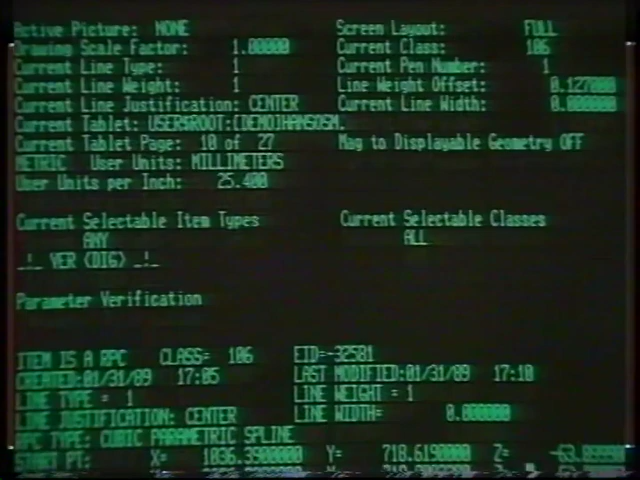 Active Picture: NONE Screen Layout: FULL
Drawing Scale Factor: 1.00000 Current Class: 106
Current Line Type: 1 Current Pen Number: 1
Current Line Weight: 1 Line Weight Offset: 0.127000
Current Line Justification: CENTER Current Line Width: 0.000000
Current Tablet:
Current Tablet Page: 10 of 27 Mag to Displayable Geometry OFF
METRIC User Units: MILLIMETERS
User Units per Inch: 25.400
Current Selectable Item Types Current Selectable Classes
ANY ALL
_!_ VER (DIG) _!_
Parameter Verification
ITEM IS A RPC CLASS= 106 EID=-32581
CREATED:01/31/89 17:05 LAST MODIFIED:01/31/89 17:10
LINE TYPE = 1 LINE WEIGHT = 1
LINE JUSTIFICATION: CENTER LINE WIDTH= 0.000000
RPC TYPE: CUBIC PARAMETRIC SPLINE
START PT: X= 1036.3900000 Y= 718.6190000 Z=